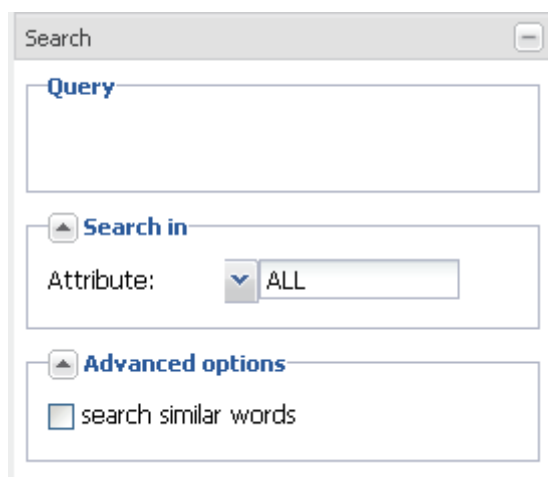 Search
Query
Search in
Attribute: ALL
Advanced options
search similar words